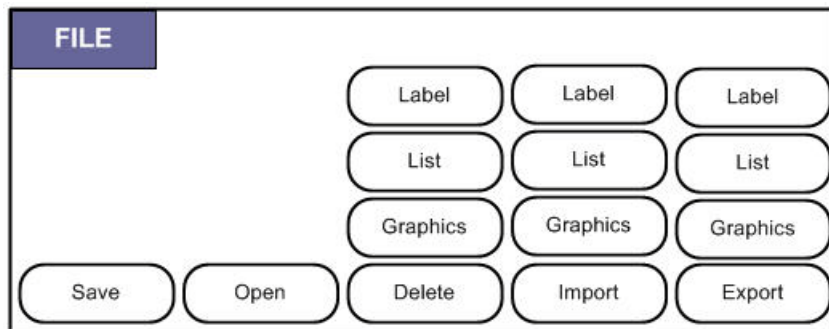 FILE
Label Label Label
List List List
Graphics Graphics Graphics
Save Open Delete Import Export